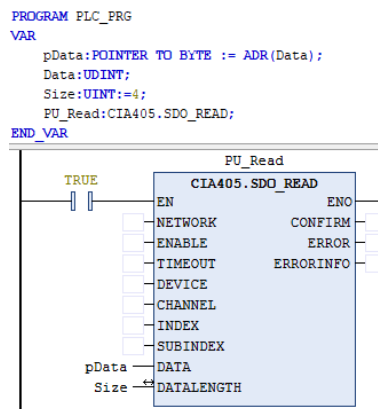 PROGRAM PLC_PRG
VAR
pData:POINTER TO BYTE := ADR(Data);
Data:UDINT;
Size:UINT:=4;
PU_Read:CIA405.SDO_READ;
END_VAR
PU_Read
TRUE
CIA405.SDO_READ
EN ENO
NETWORK CONFIRM
ENABLE ERROR
TIMEOUT ERRORINFO
DEVICE
CHANNEL
INDEX
SUBINDEX
pData DATA
Size DATALENGTH